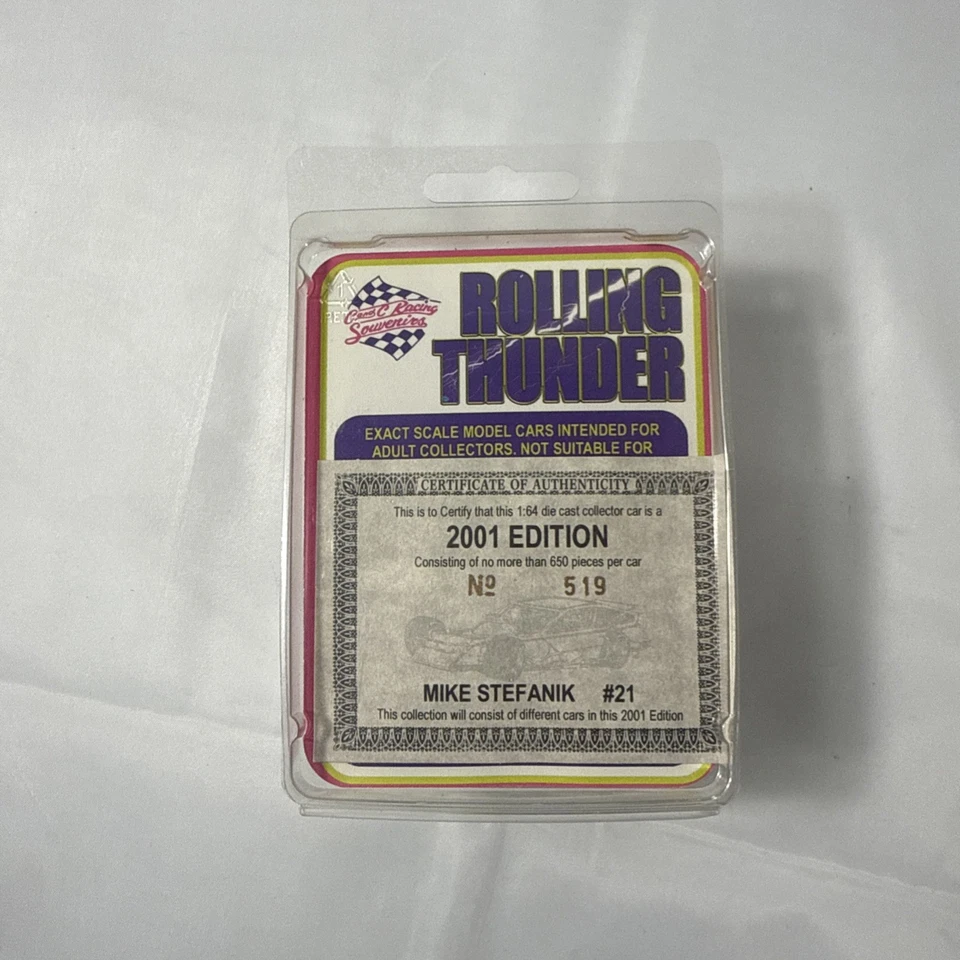 C and C Racing
Souvenirs
ROLLING
THUNDER
EXACT SCALE MODEL CARS INTENDED FOR
ADULT COLLECTORS. NOT SUITABLE FOR
CERTIFICATE OF AUTHENTICITY
This is to Certify that this 1:64 die cast collector car is a
2001 EDITION
Consisting of no more than 650 pieces per car
Nº 519
MIKE STEFANIK #21
This collection will consist of different cars in this 2001 Edition